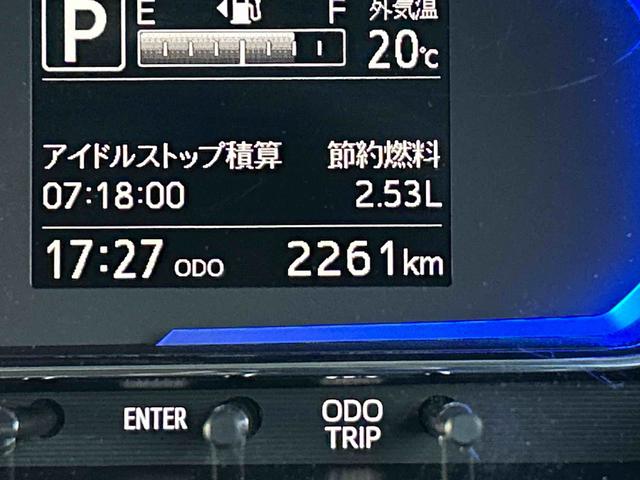 P
E F
外気温
20℃
アイドルストップ積算 節約燃料
07:18:00 2.53L
17:27 ODO 2261km
ENTER
ODO
TRIP